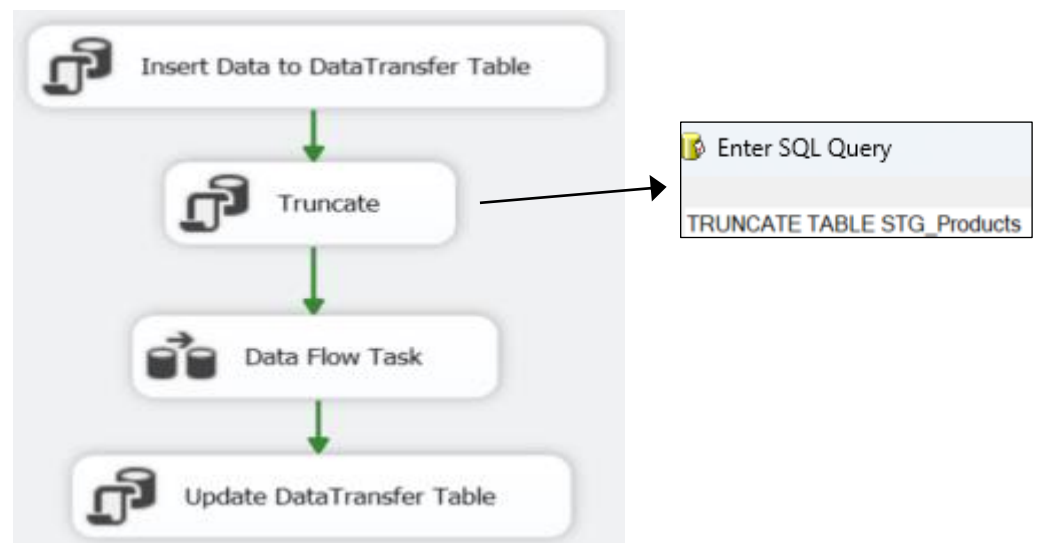 Insert Data to DataTransfer Table
Truncate
Enter SQL Query
TRUNCATE TABLE STG_Products
Data Flow Task
Update DataTransfer Table